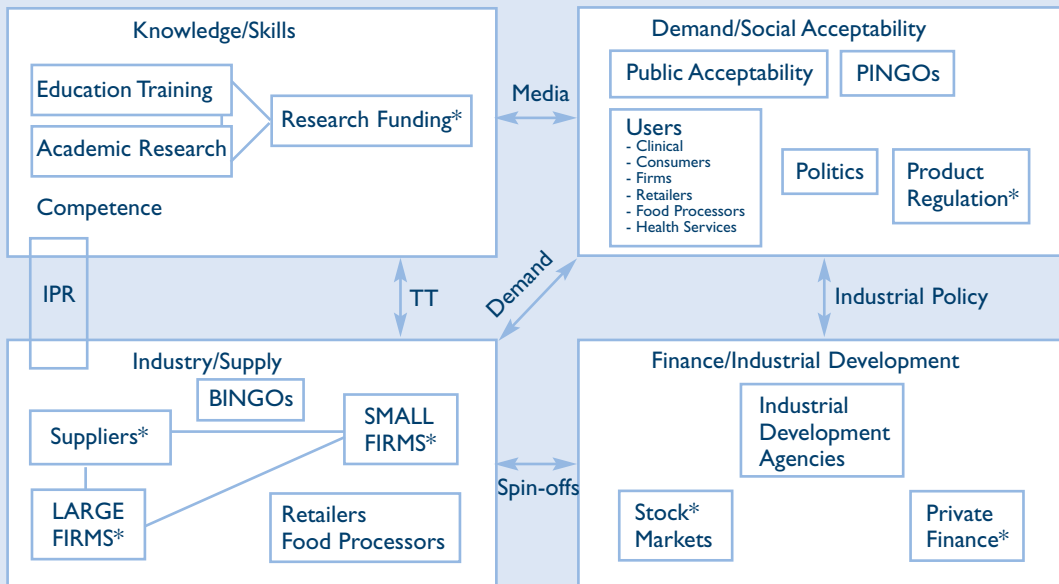 Knowledge/Skills
Education Training
Academic Research
Research Funding*
Competence
Media
Demand/Social Acceptability
Public Acceptability
PINGOs
Users
- Clinical
- Consumers
- Firms
- Retailers
- Food Processors
- Health Services
Politics
Product
Regulation*
IPR
TT
Demand
Industrial Policy
Industry/Supply
BINGOs
Suppliers*
SMALL
FIRMS*
LARGE
FIRMS*
Retailers
Food Processors
Spin-offs
Finance/Industrial Development
Industrial
Development
Agencies
Stock*
Markets
Private
Finance*